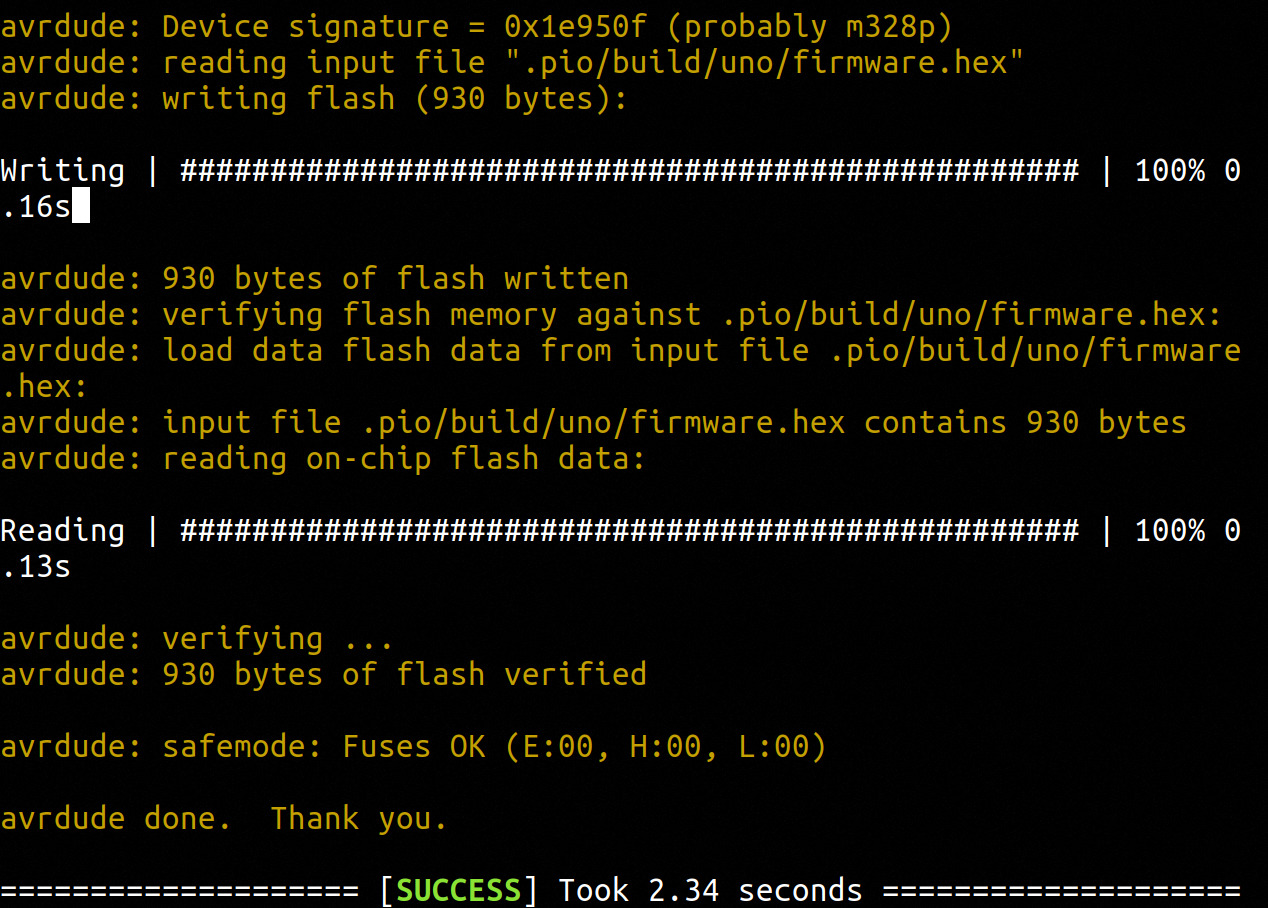 avrdude: Device signature = 0x1e950f (probably m328p)
avrdude: reading input file ".pio/build/uno/firmware.hex"
avrdude: writing flash (930 bytes):
Writing | ################################################## | 100% 0
.16s
avrdude: 930 bytes of flash written
avrdude: verifying flash memory against .pio/build/uno/firmware.hex:
avrdude: load data flash data from input file .pio/build/uno/firmware
.hex:
avrdude: input file .pio/build/uno/firmware.hex contains 930 bytes
avrdude: reading on-chip flash data:
Reading | ################################################## | 100% 0
.13s
avrdude: verifying ...
avrdude: 930 bytes of flash verified
avrdude: safemode: Fuses OK (E:00, H:00, L:00)
avrdude done.  Thank you.
==================== [SUCCESS] Took 2.34 seconds ====================